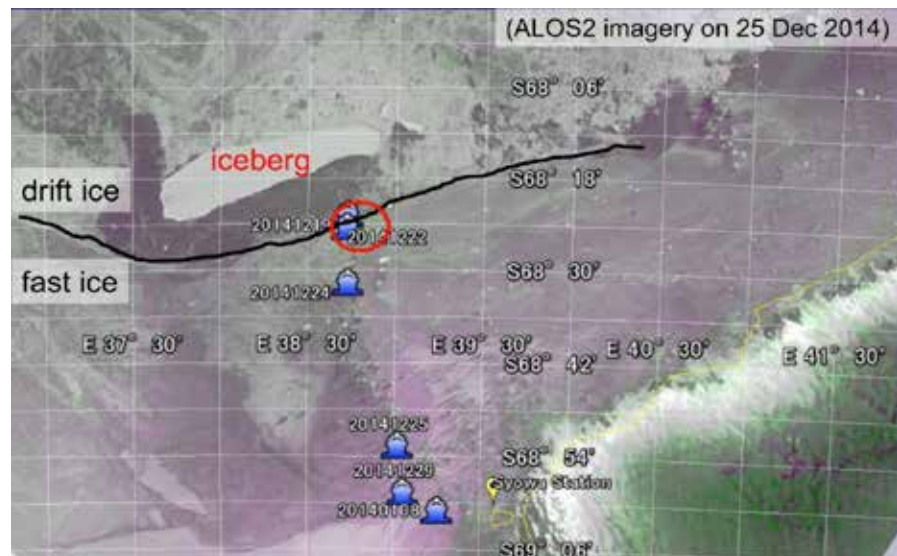 (ALOS2 imagery on 25 Dec 2014)
S68° 06'
iceberg
drift ice
S68° 18'
20141222
fast ice
S68° 30'
20141224
E 37° 30'
E 38° 30'
E 39° 30'
E 40° 30'
E 41° 30'
S68° 42'
20141225
S68° 54'
20141229
Syowa Station
S69° 06'